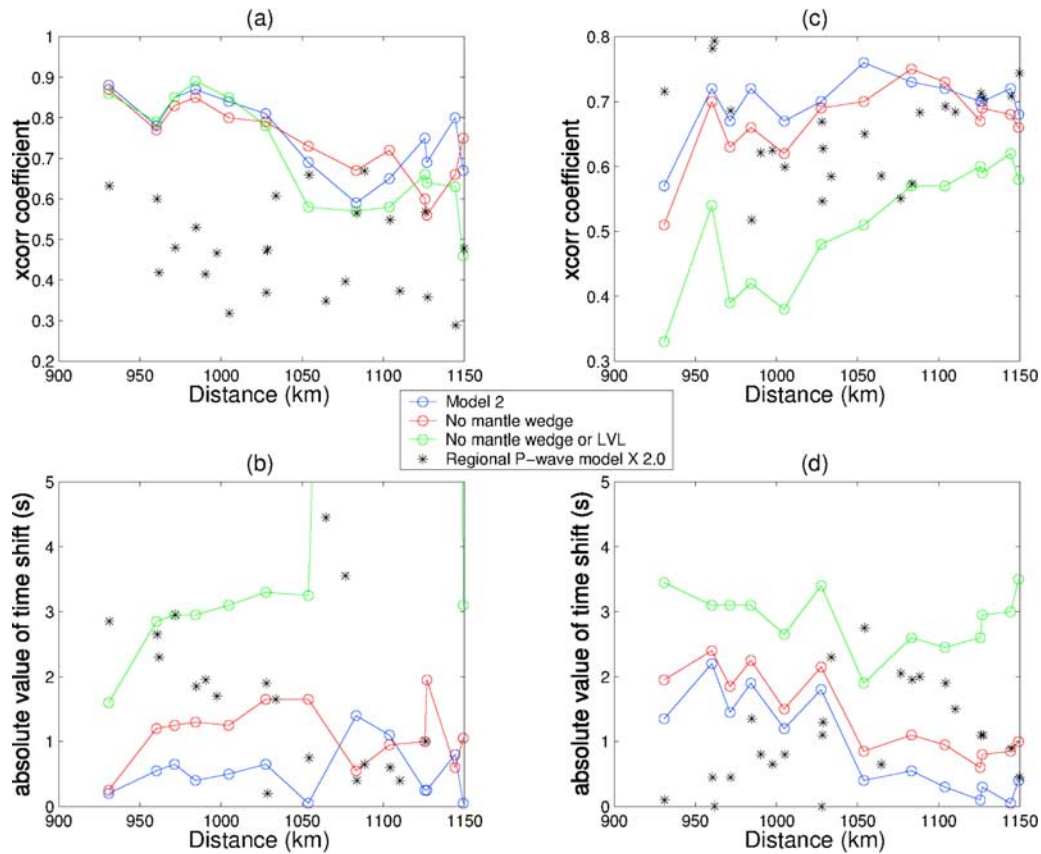 (a)
xcorr coefficient
1
0.9
0.8
0.7
0.6
0.5
0.4
0.3
0.2
900 950 1000 1050 1100 1150
Distance (km)
(c)
xcorr coefficient
0.8
0.7
0.6
0.5
0.4
0.3
900 950 1000 1050 1100 1150
Distance (km)
Model 2
No mantle wedge
No mantle wedge or LVL
Regional P-wave model X 2.0
(b)
absolute value of time shift (s)
5
4
3
2
1
0
900 950 1000 1050 1100 1150
Distance (km)
(d)
absolute value of time shift (s)
5
4
3
2
1
0
900 950 1000 1050 1100 1150
Distance (km)